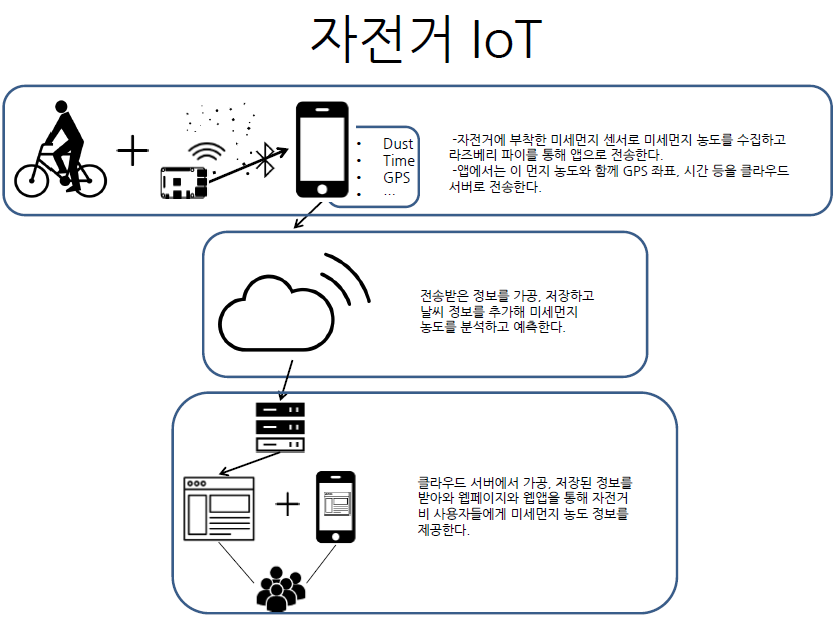 자전거 IoT
• Dust
• Time
• GPS
• …
-자전거에 부착한 미세먼지 센서로 미세먼지 농도를 수집하고
라즈베리 파이를 통해 앱으로 전송한다.
-앱에서는 이 먼지 농도와 함께 GPS 좌표, 시간 등을 클라우드
서버로 전송한다.
전송받은 정보를 가공, 저장하고
날씨 정보를 추가해 미세먼지
농도를 분석하고 예측한다.
클라우드 서버에서 가공, 저장된 정보를
받아와 웹페이지와 웹앱을 통해 자전거
비 사용자들에게 미세먼지 농도 정보를
제공한다.